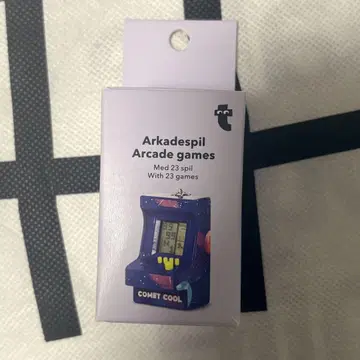 t
Arkadespil
Arcade games
Med 23 spil
With 23 games
COMET COOL